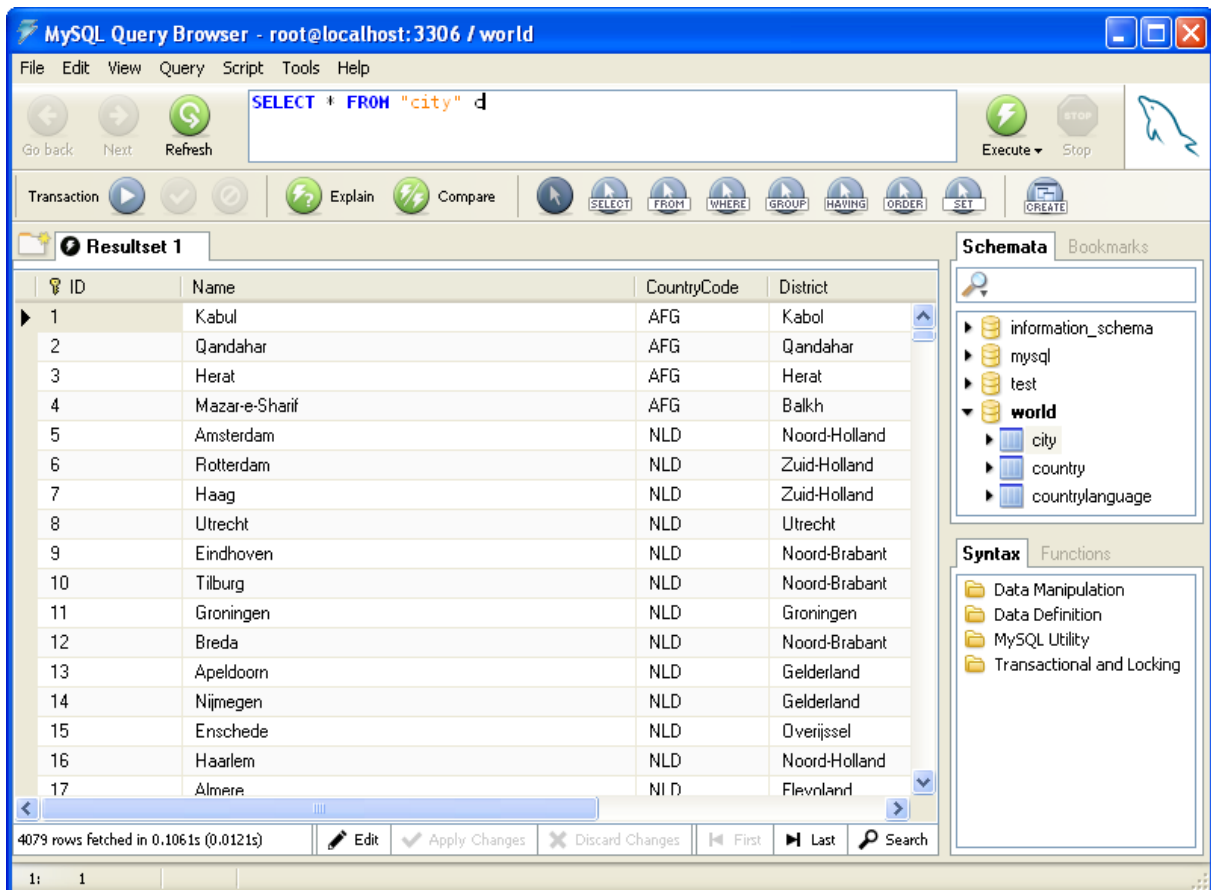 MySQL Query Browser - root@localhost:3306 / world
File Edit View Query Script Tools Help
SELECT * FROM "city" c
Go back Next Refresh Execute Stop
STOP
Transaction Explain Compare SELECT FROM WHERE GROUP HAVING ORDER SET CREATE
Resultset 1
ID Name CountryCode District
1 Kabul AFG Kabol
2 Qandahar AFG Qandahar
3 Herat AFG Herat
4 Mazar-e-Sharif AFG Balkh
5 Amsterdam NLD Noord-Holland
6 Rotterdam NLD Zuid-Holland
7 Haag NLD Zuid-Holland
8 Utrecht NLD Utrecht
9 Eindhoven NLD Noord-Brabant
10 Tilburg NLD Noord-Brabant
11 Groningen NLD Groningen
12 Breda NLD Noord-Brabant
13 Apeldoorn NLD Gelderland
14 Nijmegen NLD Gelderland
15 Enschede NLD Overijssel
16 Haarlem NLD Noord-Holland
17 Almere NLD Flevoland
4079 rows fetched in 0.1061s (0.0121s) Edit Apply Changes Discard Changes First Last Search
1: 1
Schemata Bookmarks
information_schema
mysql
test
world
city
country
countrylanguage
Syntax Functions
Data Manipulation
Data Definition
MySQL Utility
Transactional and Locking